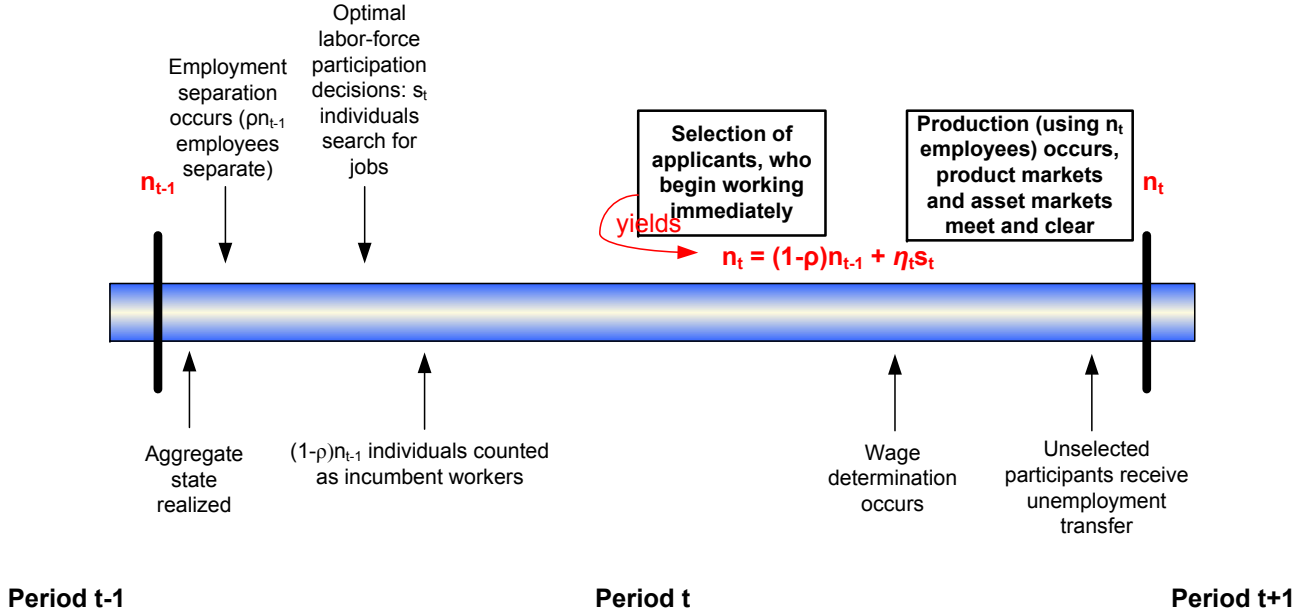 Optimal
labor-force
participation
decisions: sₜ
individuals
search for
jobs
Employment
separation
occurs (ρnₜ₋₁
employees
separate)
Selection of
applicants, who
begin working
immediately
Production (using nₜ
employees) occurs,
product markets
and asset markets
meet and clear
nₜ₋₁
nₜ
yields
nₜ = (1-ρ)nₜ₋₁ + ηₜsₜ
Aggregate
state
realized
(1-ρ)nₜ₋₁ individuals counted
as incumbent workers
Wage
determination
occurs
Unselected
participants receive
unemployment
transfer
Period t-1
Period t
Period t+1